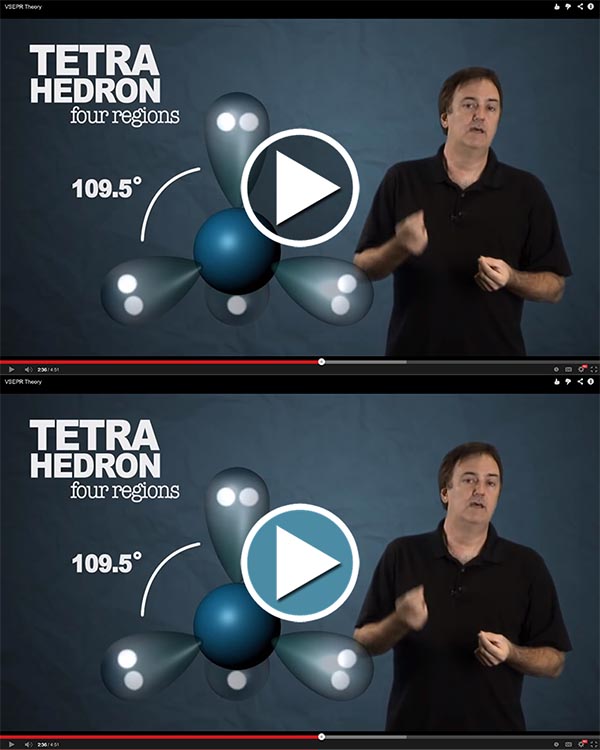 VSEPR Theory
TETRA
HEDRON
four regions
109.5°
2:36 / 4:51
VSEPR Theory
TETRA
HEDRON
four regions
109.5°
2:36 / 4:51